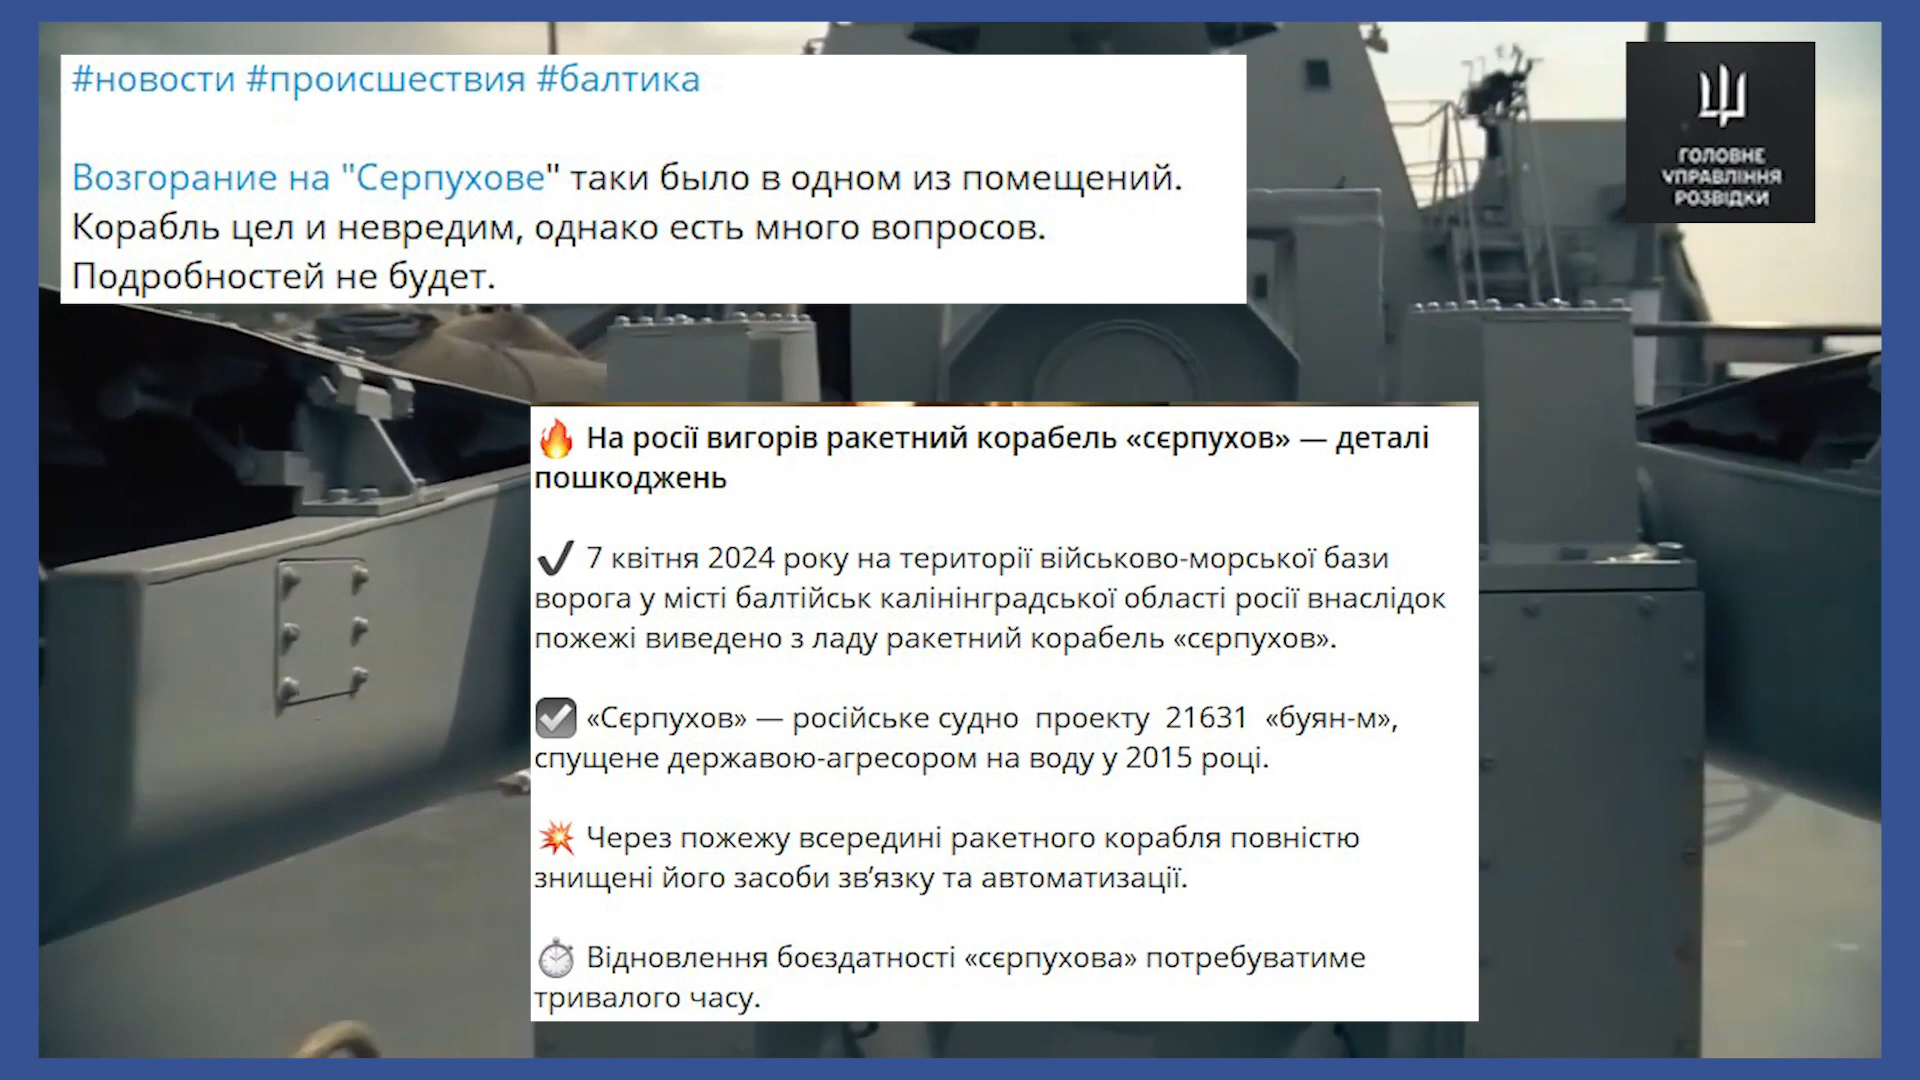 #новости #происшествия #балтика
Возгорание на "Серпухове" таки было в одном из помещений.
Корабль цел и невредим, однако есть много вопросов.
Подробностей не будет.
ГОЛОВНЕ
УПРАВЛІННЯ
РОЗВІДКИ
🔥 На росії вигорів ракетний корабель «сєрпухов» — деталі
пошкоджень
✔️ 7 квітня 2024 року на території військово-морської бази
ворога у місті балтійськ калінінградської області росії внаслідок
пожежі виведено з ладу ракетний корабель «сєрпухов».
☑️ «Сєрпухов» — російське судно проекту 21631 «буян-м»,
спущене державою-агресором на воду у 2015 році.
💥 Через пожежу всередині ракетного корабля повністю
знищені його засоби зв’язку та автоматизації.
⏱ Відновлення боєздатності «сєрпухова» потребуватиме
тривалого часу.